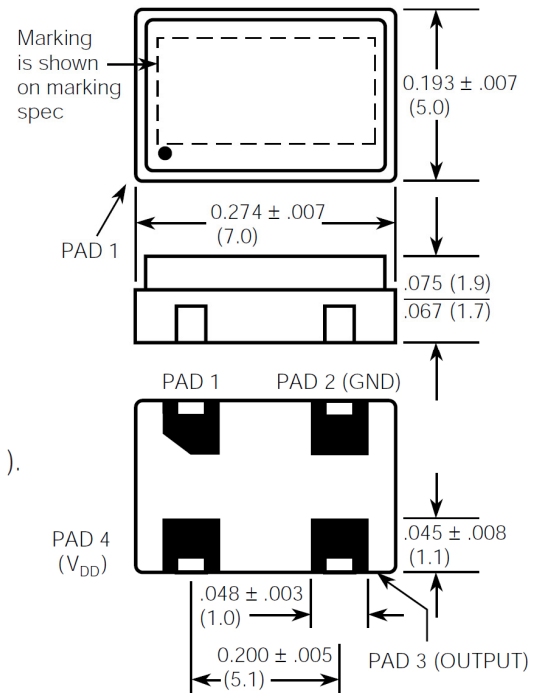 Marking
is shown
on marking
spec
0.193 ± .007
(5.0)
PAD 1
0.274 ± .007
(7.0)
.075 (1.9)
.067 (1.7)
PAD 1
PAD 2 (GND)
).
PAD 4
(VDD)
.045 ± .008
(1.1)
.048 ± .003
(1.0)
0.200 ± .005
(5.1)
PAD 3 (OUTPUT)